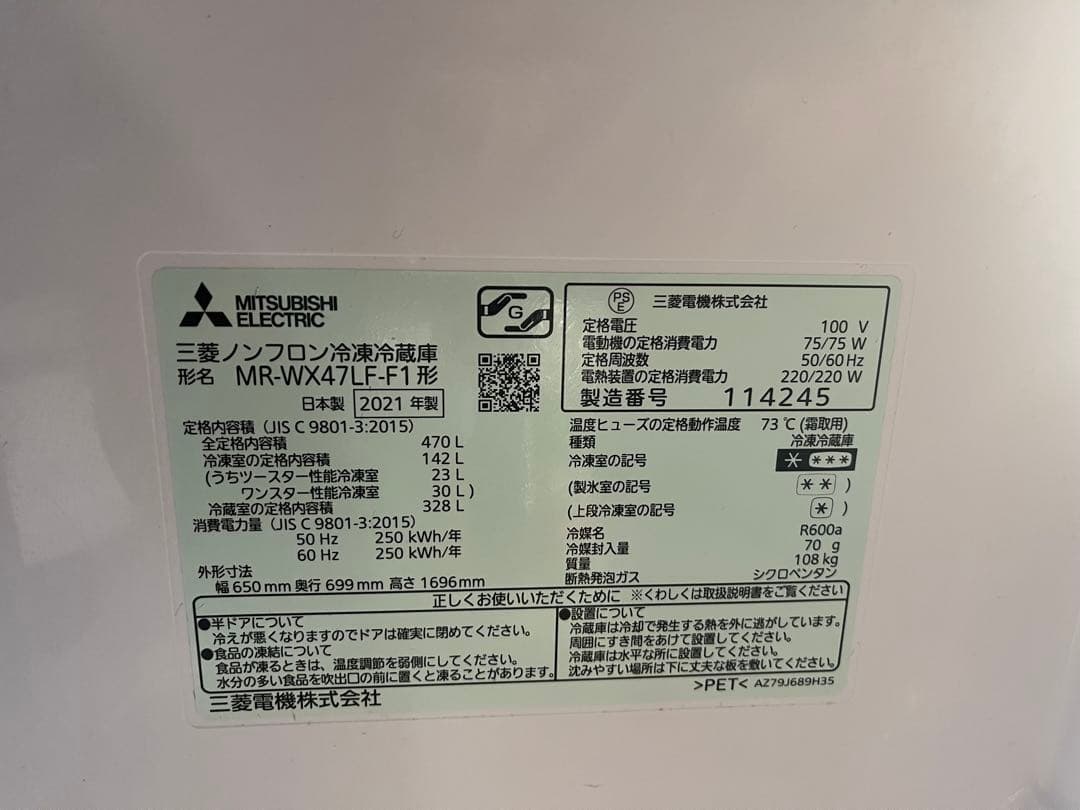 MITSUBISHI
ELECTRIC
G
三菱ノンフロン冷凍冷蔵庫
形名 MR-WX47LF-F1形
日本製 2021 年製
定格内容積（JIS C 9801-3:2015）
全定格内容積 470 L
冷凍室の定格内容積 142 L
(うちツースター性能冷凍室 23 L
ワンスター性能冷凍室 30 L )
冷蔵室の定格内容積 328 L
消費電力量（JIS C 9801-3:2015）
50 Hz 250 kWh/年
60 Hz 250 kWh/年
外形寸法
幅 650 mm 奥行 699 mm 高さ 1696 mm
PS
E
三菱電機株式会社
定格電圧 100 V
電動機の定格消費電力 75/75 W
定格周波数 50/60 Hz
電熱装置の定格消費電力 220/220 W
製造番号 114245
温度ヒューズの定格動作温度 73 ℃ (霜取用)
種類 冷凍冷蔵庫
冷凍室の記号 * ***
(製氷室の記号 ** )
(上段冷凍室の記号 * )
冷媒名 R600a
冷媒封入量 70 g
質量 108 kg
断熱発泡ガス シクロペンタン
正しくお使いいただくために ※くわしくは取扱説明書をご覧ください
●半ドアについて
冷えが悪くなりますのでドアは確実に閉めてください。
●食品の凍結について
食品が凍るときは、温度調節を弱側にしてください。
水分の多い食品を吹出口の前に置くと凍ることがあります。
●設置について
冷蔵庫は冷却で発生する熱を外に逃がしています。
周囲にすき間をあけて設置してください。
冷蔵庫は水平な所に設置してください。
沈みやすい場所は下に丈夫な板を敷いてください。
三菱電機株式会社
>PET< AZ79J689H35